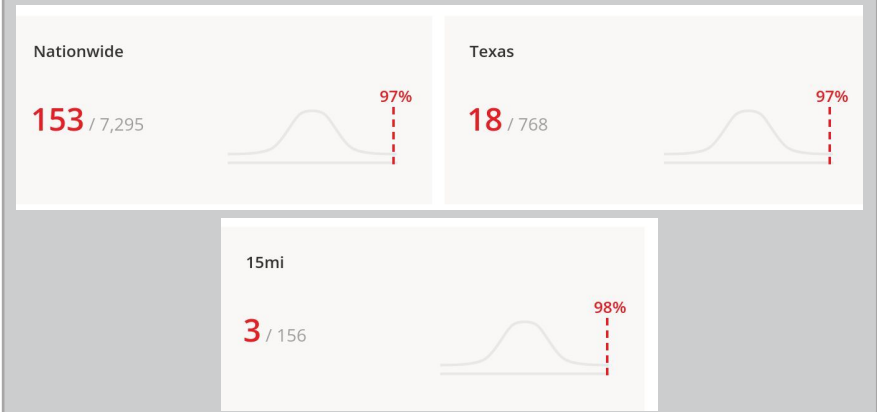 Nationwide
97%
153 / 7,295
Texas
97%
18 / 768
15mi
98%
3 / 156